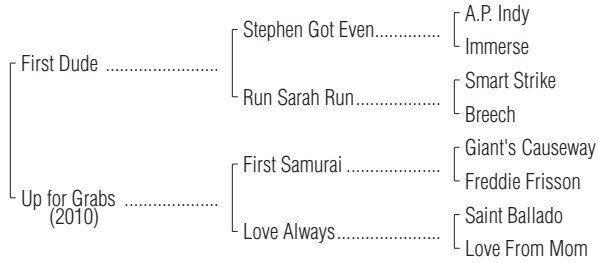 A.P. Indy
Stephen Got Even..............
Immerse
First Dude ......................
Smart Strike
Run Sarah Run..................
Breech
Giant's Causeway
First Samurai ....................
Freddie Frisson
Up for Grabs ....................
(2010)
Saint Ballado
Love Always......................
Love From Mom